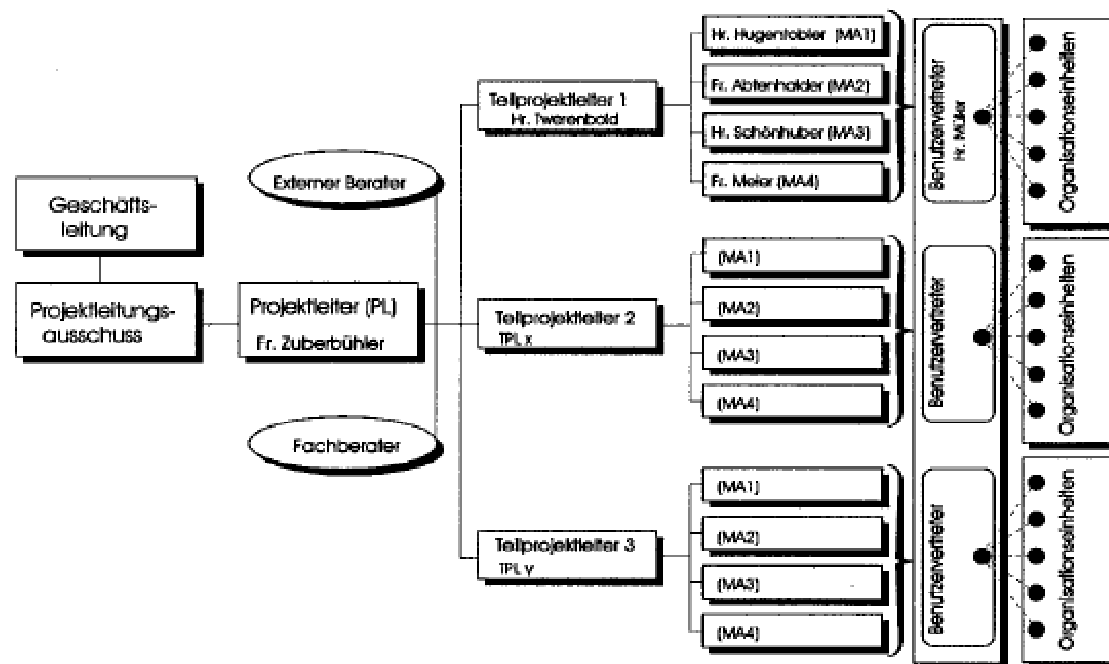 Geschäfts-
leitung
Projektleitungs-
ausschuss
Projektleiter (PL)
Fr. Zuberbühler
Externer Berater
Fachberater
Teilprojektleiter 1
Hr. Twerenbold
Hr. Hugentobler (MA1)
Fr. Abtenhalder (MA2)
Hr. Schönhuber (MA3)
Fr. Meier (MA4)
Benutzervertreter
Hr. Müller
Organisationseinheiten
Teilprojektleiter 2
TPL x
(MA1)
(MA2)
(MA3)
(MA4)
Benutzervertreter
Organisationseinheiten
Teilprojektleiter 3
TPL y
(MA1)
(MA2)
(MA3)
(MA4)
Benutzervertreter
Organisationseinheiten